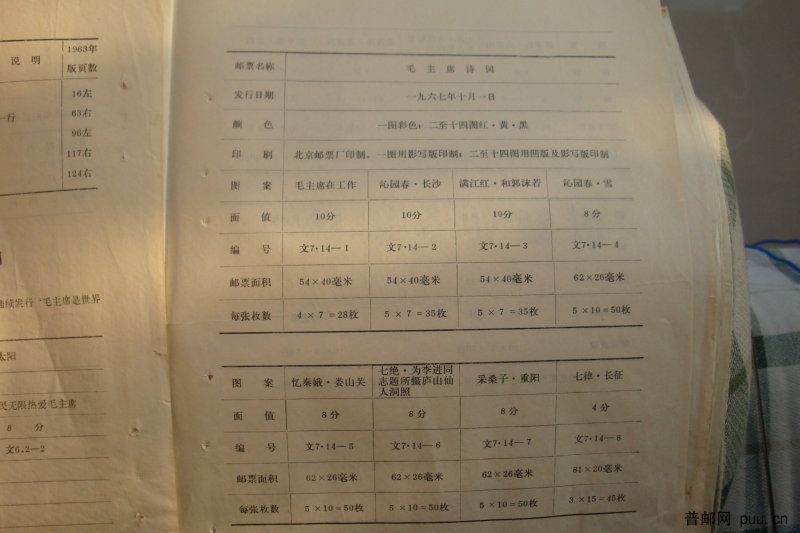 1963年
说 明 版页数
16左
一行 63右
96左
117右
124右
陆续发行“毛主席是世界
太阳
民无限热爱毛主席
8 分
文6.2—2
邮票名称 毛主席诗词
发行日期 一九六七年十月一日
颜 色 一图彩色；二至十四图红·黄·黑
印 刷 北京邮票厂印制。一图用影写版印制；二至十四图用凹版及影写版印制
图 案 毛主席在工作 沁园春·长沙 满江红·和郭沫若 沁园春·雪
面 值 10分 10分 10分 8分
编 号 文7·14—1 文7·14—2 文7·14—3 文7·14—4
邮票面积 54×40毫米 54×40毫米 54×40毫米 62×26毫米
每张枚数 4×7=28枚 5×7=35枚 5×7=35枚 5×10=50枚
图 案 忆秦娥·娄山关 七绝·为李进同志题所摄庐山仙人洞照 采桑子·重阳 七律·长征
面 值 8分 8分 8分 4分
编 号 文7·14—5 文7·14—6 文7·14—7 文7·14—8
邮票面积 62×26毫米 62×26毫米 62×26毫米 81×20毫米
每张枚数 5×10=50枚 5×10=50枚 5×10=50枚 3×15=45枚
普邮网 puu.cn